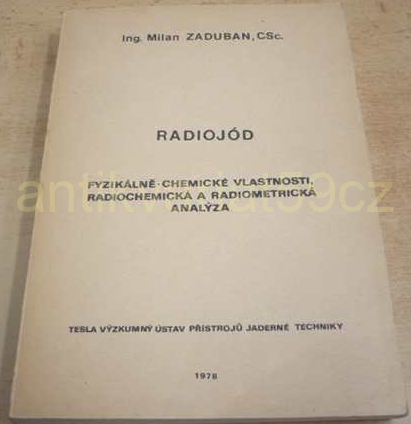 Ing. Milan ZADUBAN, CSc.
RADIOJÓD
FYZIKÁLNĚ-CHEMICKÉ VLASTNOSTI,
RADIOCHEMICKÁ A RADIOMETRICKÁ
ANALÝZA
TESLA VÝZKUMNÝ ÚSTAV PŘÍSTROJŮ JADERNÉ TECHNIKY
1978